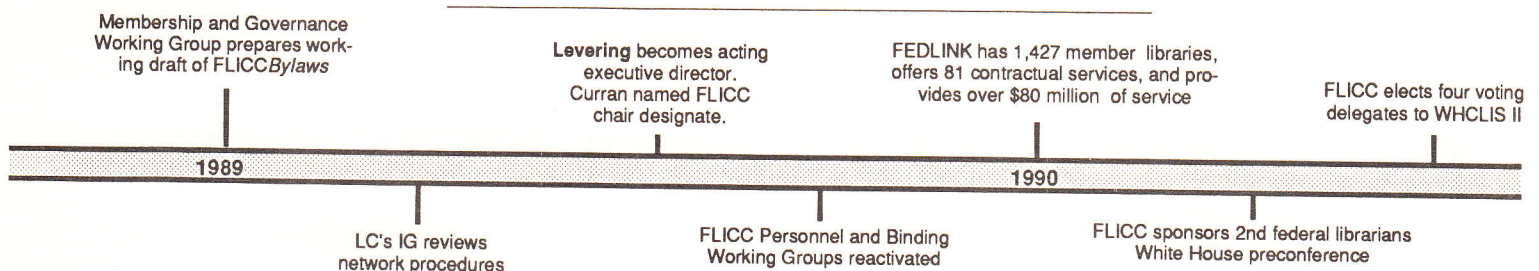 Membership and Governance
Working Group prepares work-
ing draft of FLICCBylaws
Levering becomes acting
executive director.
Curran named FLICC
chair designate.
FEDLINK has 1,427 member libraries,
offers 81 contractual services, and pro-
vides over $80 million of service
FLICC elects four voting
delegates to WHCLIS II
1989
1990
LC's IG reviews
network procedures
FLICC Personnel and Binding
Working Groups reactivated
FLICC sponsors 2nd federal librarians
White House preconference